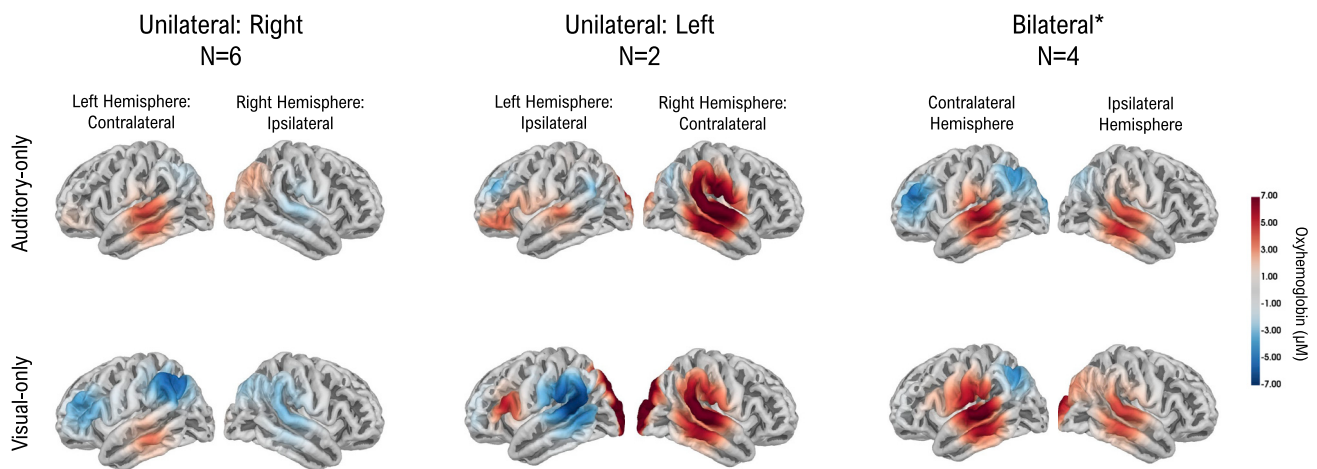 Unilateral: Right
N=6
Unilateral: Left
N=2
Bilateral*
N=4
Left Hemisphere:
Contralateral
Right Hemisphere:
Ipsilateral
Left Hemisphere:
Ipsilateral
Right Hemisphere:
Contralateral
Contralateral
Hemisphere
Ipsilateral
Hemisphere
Auditory-only
Visual-only
7.00
5.00
3.00
1.00
-1.00
-3.00
-5.00
-7.00
Oxyhemoglobin (µM)